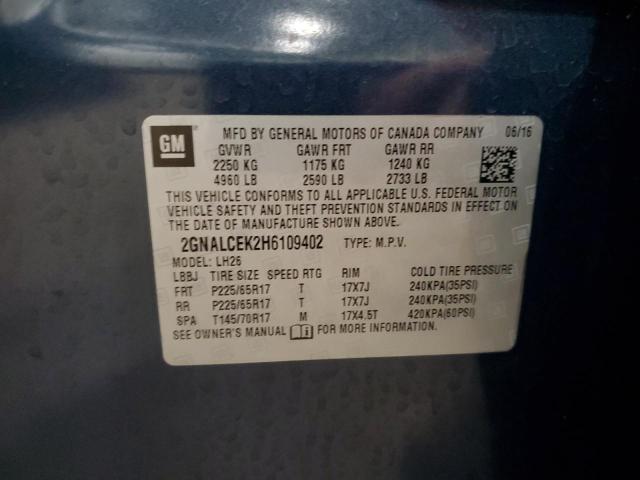 GM
MFD BY GENERAL MOTORS OF CANADA COMPANY 06/16
GVWR GAWR FRT GAWR RR
2250 KG 1175 KG 1240 KG
4960 LB 2590 LB 2733 LB
THIS VEHICLE CONFORMS TO ALL APPLICABLE U.S. FEDERAL MOTOR
VEHICLE SAFETY AND THEFT PREVENTION STANDARDS IN EFFECT ON
THE DATE OF MANUFACTURE SHOWN ABOVE.
2GNALCEK2H6109402 TYPE: M.P.V.
MODEL: LH26
LBBJ TIRE SIZE SPEED RTG RIM COLD TIRE PRESSURE
FRT P225/65R17 T 17X7J 240KPA(35PSI)
RR P225/65R17 T 17X7J 240KPA(35PSI)
SPA T145/70R17 M 17X4.5T 420KPA(60PSI)
SEE OWNER'S MANUAL